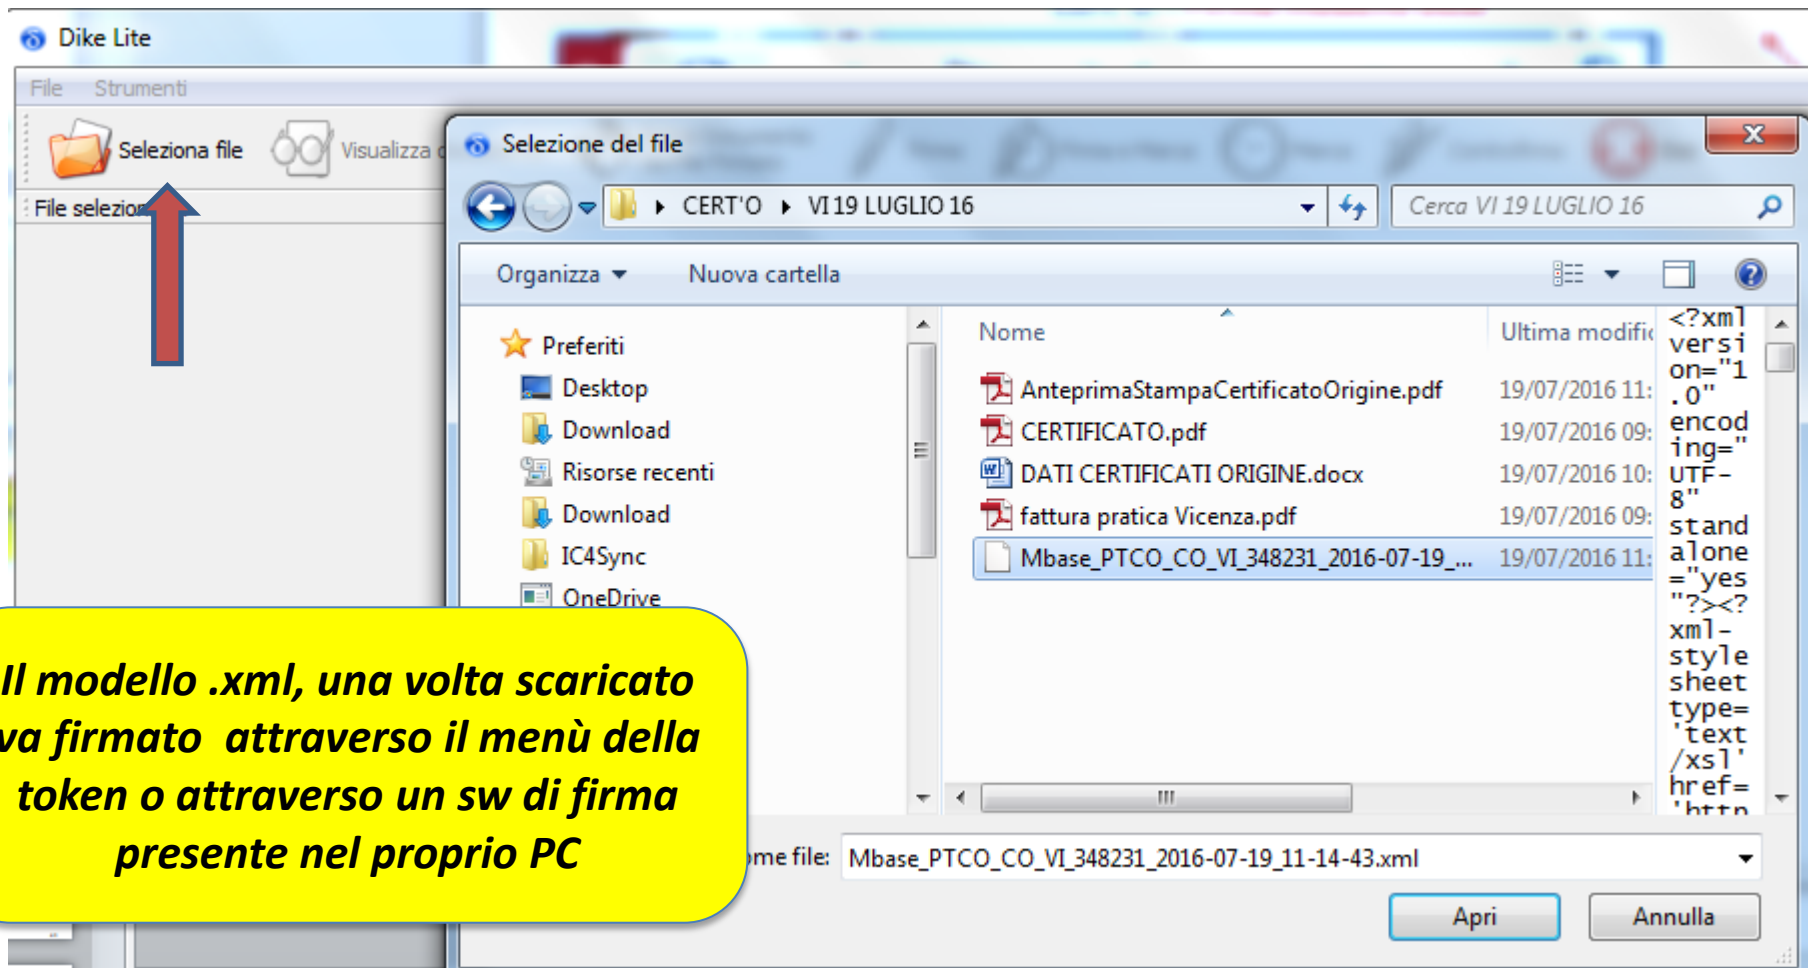 Dike Lite
File Strumenti
Seleziona file Visualizza
File selezion
Selezione del file
CERT'O VI 19 LUGLIO 16
Cerca VI 19 LUGLIO 16
Organizza Nuova cartella
Preferiti
Desktop
Download
Risorse recenti
Download
IC4Sync
OneDrive
Nome Ultima modific
AnteprimaStampaCertificatoOrigine.pdf 19/07/2016 11:
CERTIFICATO.pdf 19/07/2016 09:
DATI CERTIFICATI ORIGINE.docx 19/07/2016 10:
fattura pratica Vicenza.pdf 19/07/2016 09:
Mbase_PTCO_CO_VI_348231_2016-07-19_... 19/07/2016 11:
<?xml
versi
on="1
.0"
encod
ing="
UTF-
8"
stand
alone
="yes
"?><?
xml-
style
sheet
type=
'text
/xsl'
href=
'http
Il modello .xml, una volta scaricato
va firmato attraverso il menù della
token o attraverso un sw di firma
presente nel proprio PC
ome file: Mbase_PTCO_CO_VI_348231_2016-07-19_11-14-43.xml
Apri Annulla